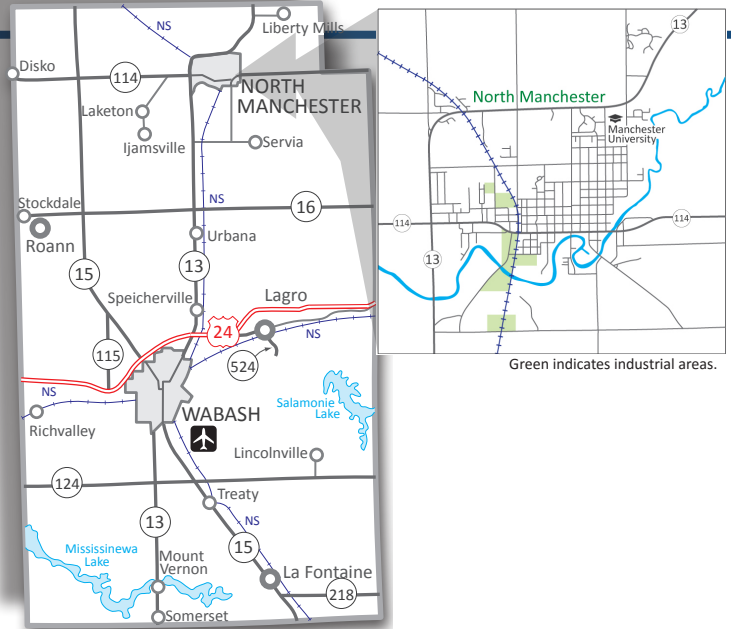 NS
Liberty Mills
Disko
114
NORTH
MANCHESTER
Laketon
Ijamsville
Servia
NS
Stockdale
16
Roann
Urbana
15
13
Speicherville
Lagro
24
NS
115
524
NS
Richvalley
WABASH
Salamonie
Lake
Lincolnville
124
Treaty
13
NS
15
Mississinewa
Lake
Mount
Vernon
La Fontaine
218
Somerset
13
North Manchester
Manchester
University
114
114
13
Green indicates industrial areas.